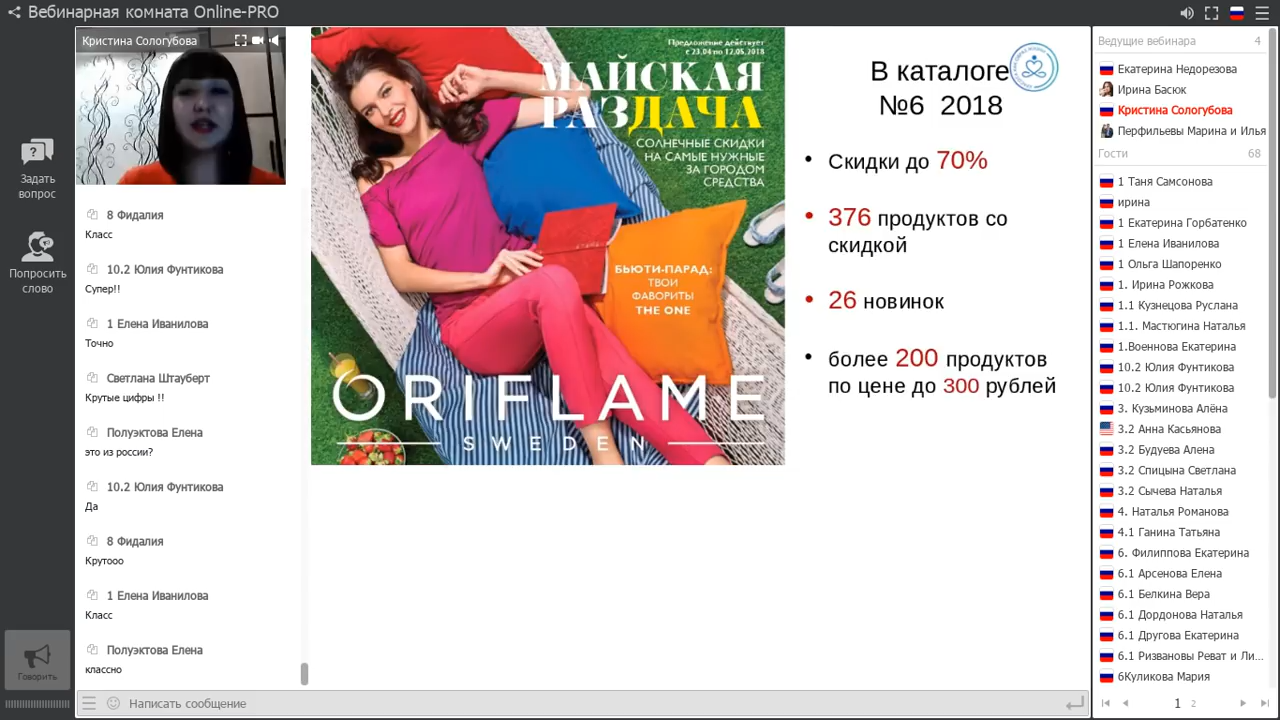 Вебинарная комната Online-PRO
Кристина Сологубова
Задать
вопрос
Попросить
слово
Говорить
8 Фидалия
Класс
10.2 Юлия Фунтикова
Супер!!
1 Елена Иванилова
Точно
Светлана Штауберт
Крутые цифры !!
Полуэктова Елена
это из россии?
10.2 Юлия Фунтикова
Да
8 Фидалия
Крутооо
1 Елена Иванилова
Класс
Полуэктова Елена
классно
Написать сообщение
Предложение действует
с 23.04 по 12.05.2018
МАЙСКАЯ
РАЗДАЧА
СОЛНЕЧНЫЕ СКИДКИ
НА САМЫЕ НУЖНЫЕ
ЗА ГОРОДОМ
СРЕДСТВА
БЬЮТИ-ПАРАД:
ТВОИ
ФАВОРИТЫ
THE ONE
ORIFLAME
SWEDEN
В каталоге
№6 2018
• Скидки до 70%
• 376 продуктов со
скидкой
• 26 новинок
• более 200 продуктов
по цене до 300 рублей
Ведущие вебинара 4
Екатерина Недорезова
Ирина Басюк
Кристина Сологубова
Перфильевы Марина и Илья
Гости 68
1 Таня Самсонова
ирина
1 Екатерина Горбатенко
1 Елена Иванилова
1 Ольга Шапоренко
1. Ирина Рожкова
1.1 Кузнецова Руслана
1.1. Мастюгина Наталья
1.Военнова Екатерина
10.2 Юлия Фунтикова
10.2 Юлия Фунтикова
3. Кузьминова Алёна
3.2 Анна Касьянова
3.2 Будуева Алена
3.2 Спицына Светлана
3.2 Сычева Наталья
4. Наталья Романова
4.1 Ганина Татьяна
6. Филиппова Екатерина
6.1 Арсенова Елена
6.1 Белкина Вера
6.1 Дордонова Наталья
6.1 Другова Екатерина
6.1 Ризвановы Реват и Ли...
6Куликова Мария
1 2